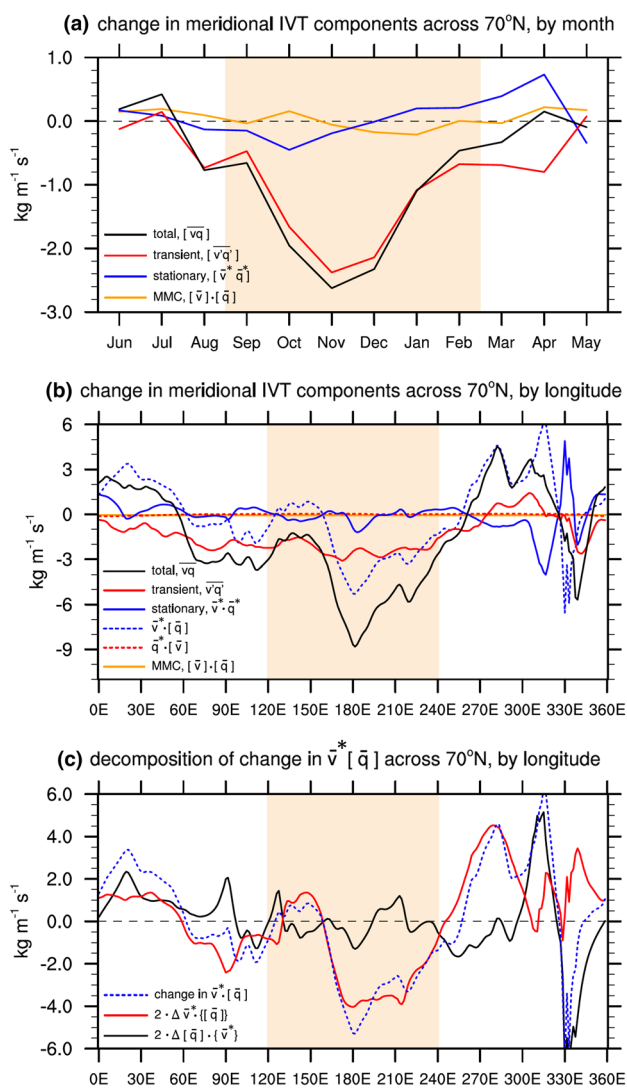 (a) change in meridional IVT components across 70°N, by month
1.0
0.0
-1.0
-2.0
-3.0
kg m⁻¹ s⁻¹
total, [v̅q̅]
transient, [v̅'̅q̅'̅]
stationary, [v̄* q̄*]
MMC, [v̄]·[q̄]
Jun Jul Aug Sep Oct Nov Dec Jan Feb Mar Apr May
(b) change in meridional IVT components across 70°N, by longitude
6
3
0
-3
-6
-9
kg m⁻¹ s⁻¹
total, v̅q̅
transient, v̅'̅q̅'̅
stationary, v̄*·q̄*
v̄*·[q̄]
q̄*·[v̄]
MMC, [v̄]·[q̄]
0E 30E 60E 90E 120E 150E 180E 210E 240E 270E 300E 330E 360E
(c) decomposition of change in v̄*[q̄] across 70°N, by longitude
6.0
4.0
2.0
0.0
-2.0
-4.0
-6.0
kg m⁻¹ s⁻¹
change in v̄*·[q̄]
2·Δ v̄*·{[q̄]}
2·Δ [q̄]·{v̄*}
0E 30E 60E 90E 120E 150E 180E 210E 240E 270E 300E 330E 360E